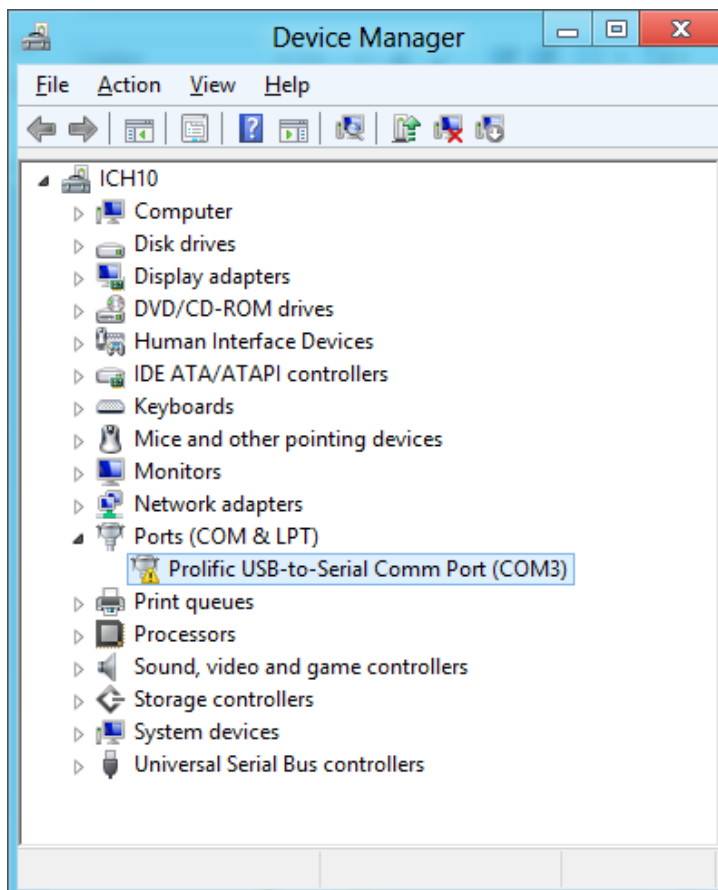 Device Manager
File Action View Help
ICH10
Computer
Disk drives
Display adapters
DVD/CD-ROM drives
Human Interface Devices
IDE ATA/ATAPI controllers
Keyboards
Mice and other pointing devices
Monitors
Network adapters
Ports (COM & LPT)
Prolific USB-to-Serial Comm Port (COM3)
Print queues
Processors
Sound, video and game controllers
Storage controllers
System devices
Universal Serial Bus controllers